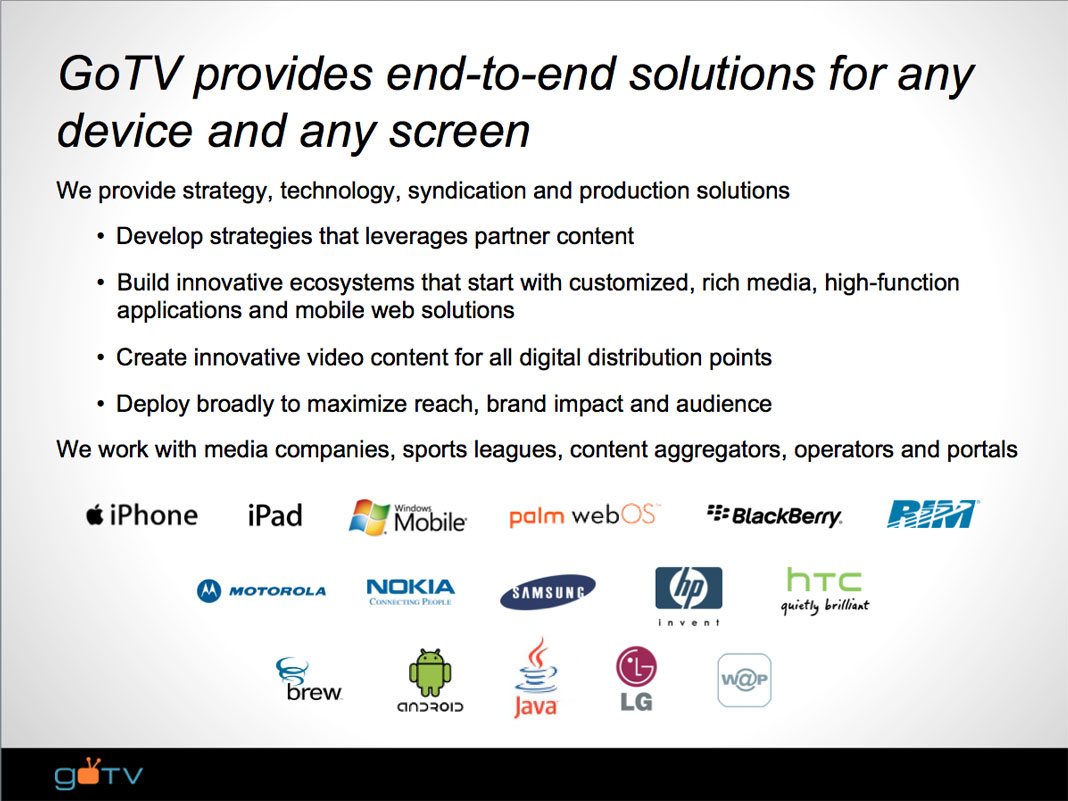 GoTV provides end-to-end solutions for any
device and any screen
We provide strategy, technology, syndication and production solutions
• Develop strategies that leverages partner content
• Build innovative ecosystems that start with customized, rich media, high-function
applications and mobile web solutions
• Create innovative video content for all digital distribution points
• Deploy broadly to maximize reach, brand impact and audience
We work with media companies, sports leagues, content aggregators, operators and portals
iPhone iPad Windows Mobile® palm webOS™ BlackBerry® RIM®
MOTOROLA NOKIA CONNECTING PEOPLE SAMSUNG hp invent hTC quietly brilliant
brew ANDROID Java LG W@P
goTV